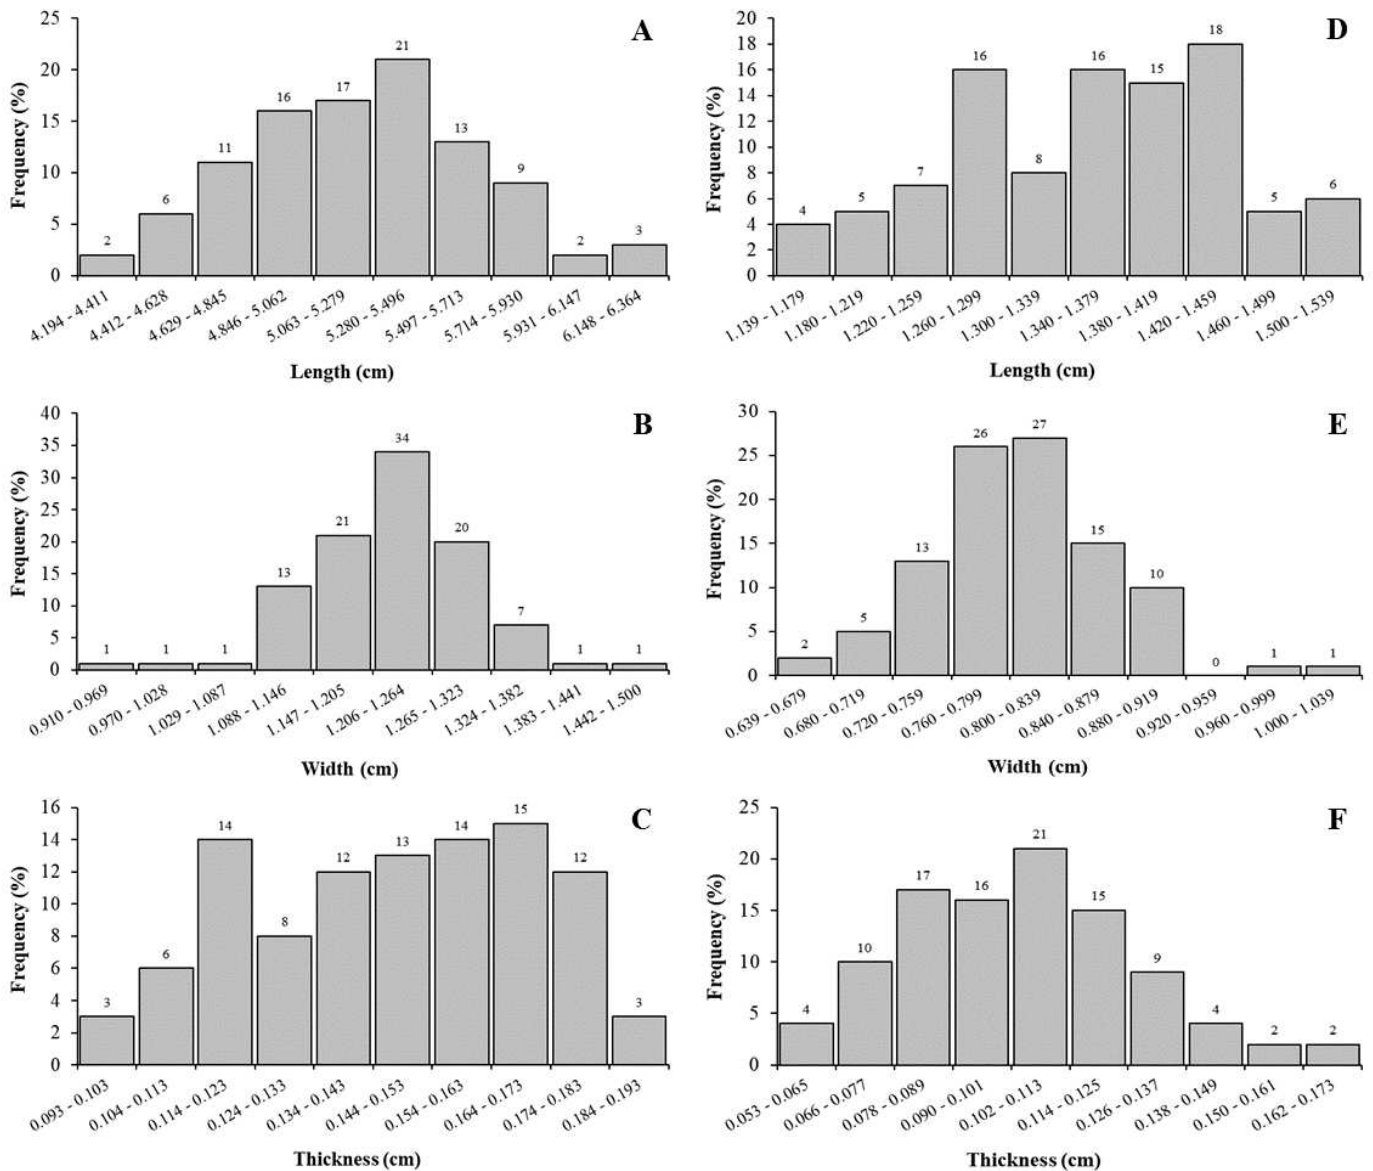 A
Frequency (%)
25
20
15
10
5
0
2
6
11
16
17
21
13
9
2
3
4.194 - 4.411
4.412 - 4.628
4.629 - 4.845
4.846 - 5.062
5.063 - 5.279
5.280 - 5.496
5.497 - 5.713
5.714 - 5.930
5.931 - 6.147
6.148 - 6.364
Length (cm)
D
Frequency (%)
20
18
16
14
12
10
8
6
4
2
0
4
5
7
16
8
16
15
18
5
6
1.139 - 1.179
1.180 - 1.219
1.220 - 1.259
1.260 - 1.299
1.300 - 1.339
1.340 - 1.379
1.380 - 1.419
1.420 - 1.459
1.460 - 1.499
1.500 - 1.539
Length (cm)
B
Frequency (%)
40
35
30
25
20
15
10
5
0
1
1
1
13
21
34
20
7
1
1
0.910 - 0.969
0.970 - 1.028
1.029 - 1.087
1.088 - 1.146
1.147 - 1.205
1.206 - 1.264
1.265 - 1.323
1.324 - 1.382
1.383 - 1.441
1.442 - 1.500
Width (cm)
E
Frequency (%)
30
25
20
15
10
5
0
2
5
13
26
27
15
10
0
1
1
0.639 - 0.679
0.680 - 0.719
0.720 - 0.759
0.760 - 0.799
0.800 - 0.839
0.840 - 0.879
0.880 - 0.919
0.920 - 0.959
0.960 - 0.999
1.000 - 1.039
Width (cm)
C
Frequency (%)
16
14
12
10
8
6
4
2
0
3
6
14
8
12
13
14
15
12
3
0.093 - 0.103
0.104 - 0.113
0.114 - 0.123
0.124 - 0.133
0.134 - 0.143
0.144 - 0.153
0.154 - 0.163
0.164 - 0.173
0.174 - 0.183
0.184 - 0.193
Thickness (cm)
F
Frequency (%)
25
20
15
10
5
0
4
10
17
16
21
15
9
4
2
2
0.053 - 0.065
0.066 - 0.077
0.078 - 0.089
0.090 - 0.101
0.102 - 0.113
0.114 - 0.125
0.126 - 0.137
0.138 - 0.149
0.150 - 0.161
0.162 - 0.173
Thickness (cm)